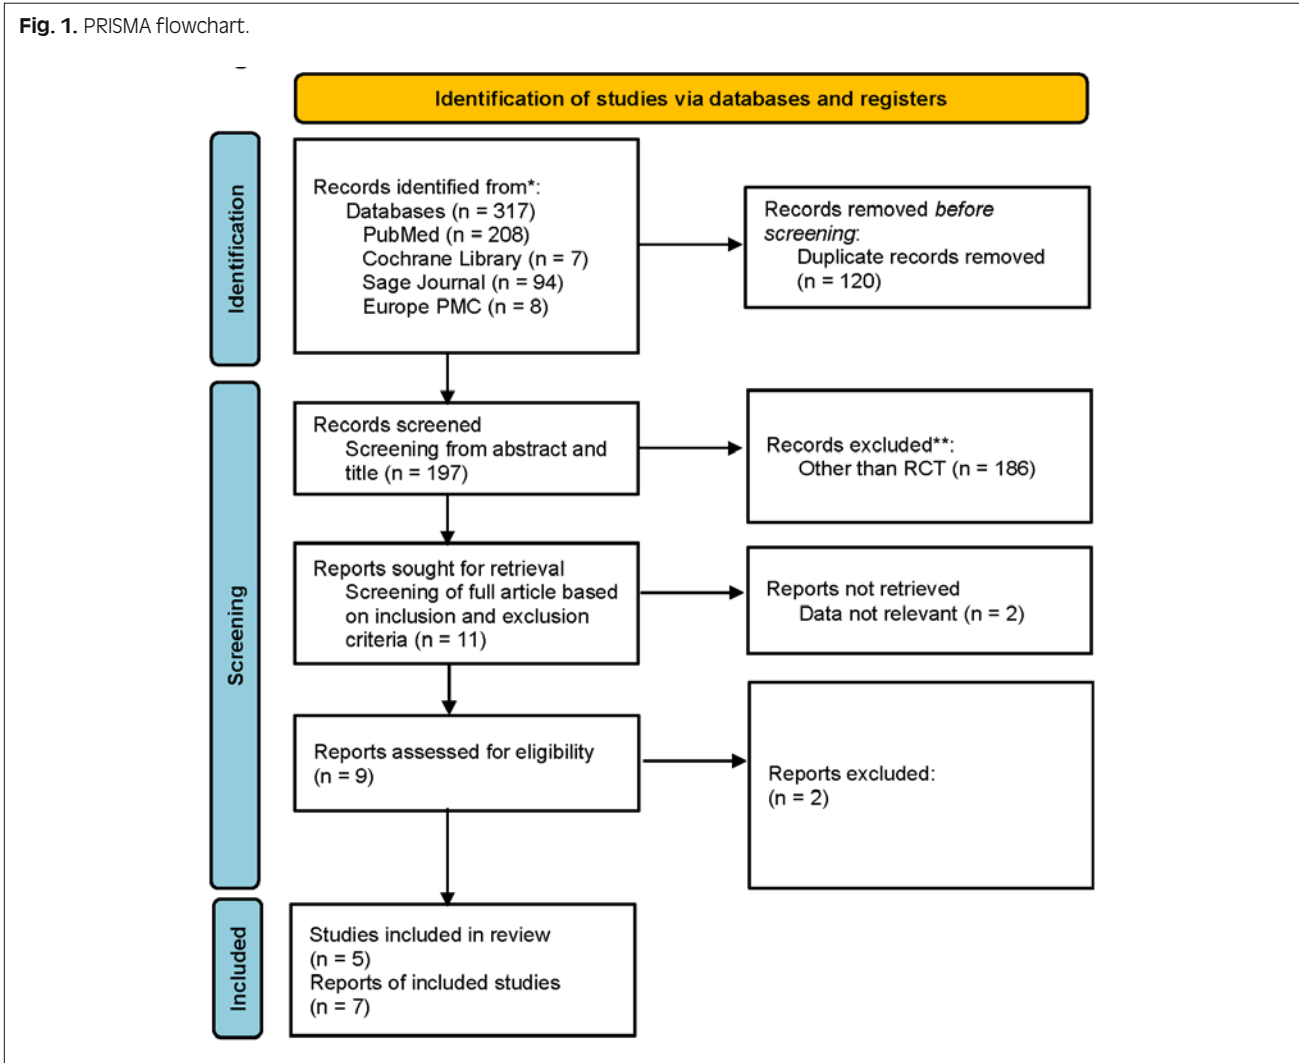 Fig. 1. PRISMA flowchart.
Identification of studies via databases and registers
Identification
Records identified from*:
Databases (n = 317)
PubMed (n = 208)
Cochrane Library (n = 7)
Sage Journal (n = 94)
Europe PMC (n = 8)
Records removed before
screening:
Duplicate records removed
(n = 120)
Screening
Records screened
Screening from abstract and
title (n = 197)
Records excluded**:
Other than RCT (n = 186)
Reports sought for retrieval
Screening of full article based
on inclusion and exclusion
criteria (n = 11)
Reports not retrieved
Data not relevant (n = 2)
Reports assessed for eligibility
(n = 9)
Reports excluded:
(n = 2)
Included
Studies included in review
(n = 5)
Reports of included studies
(n = 7)